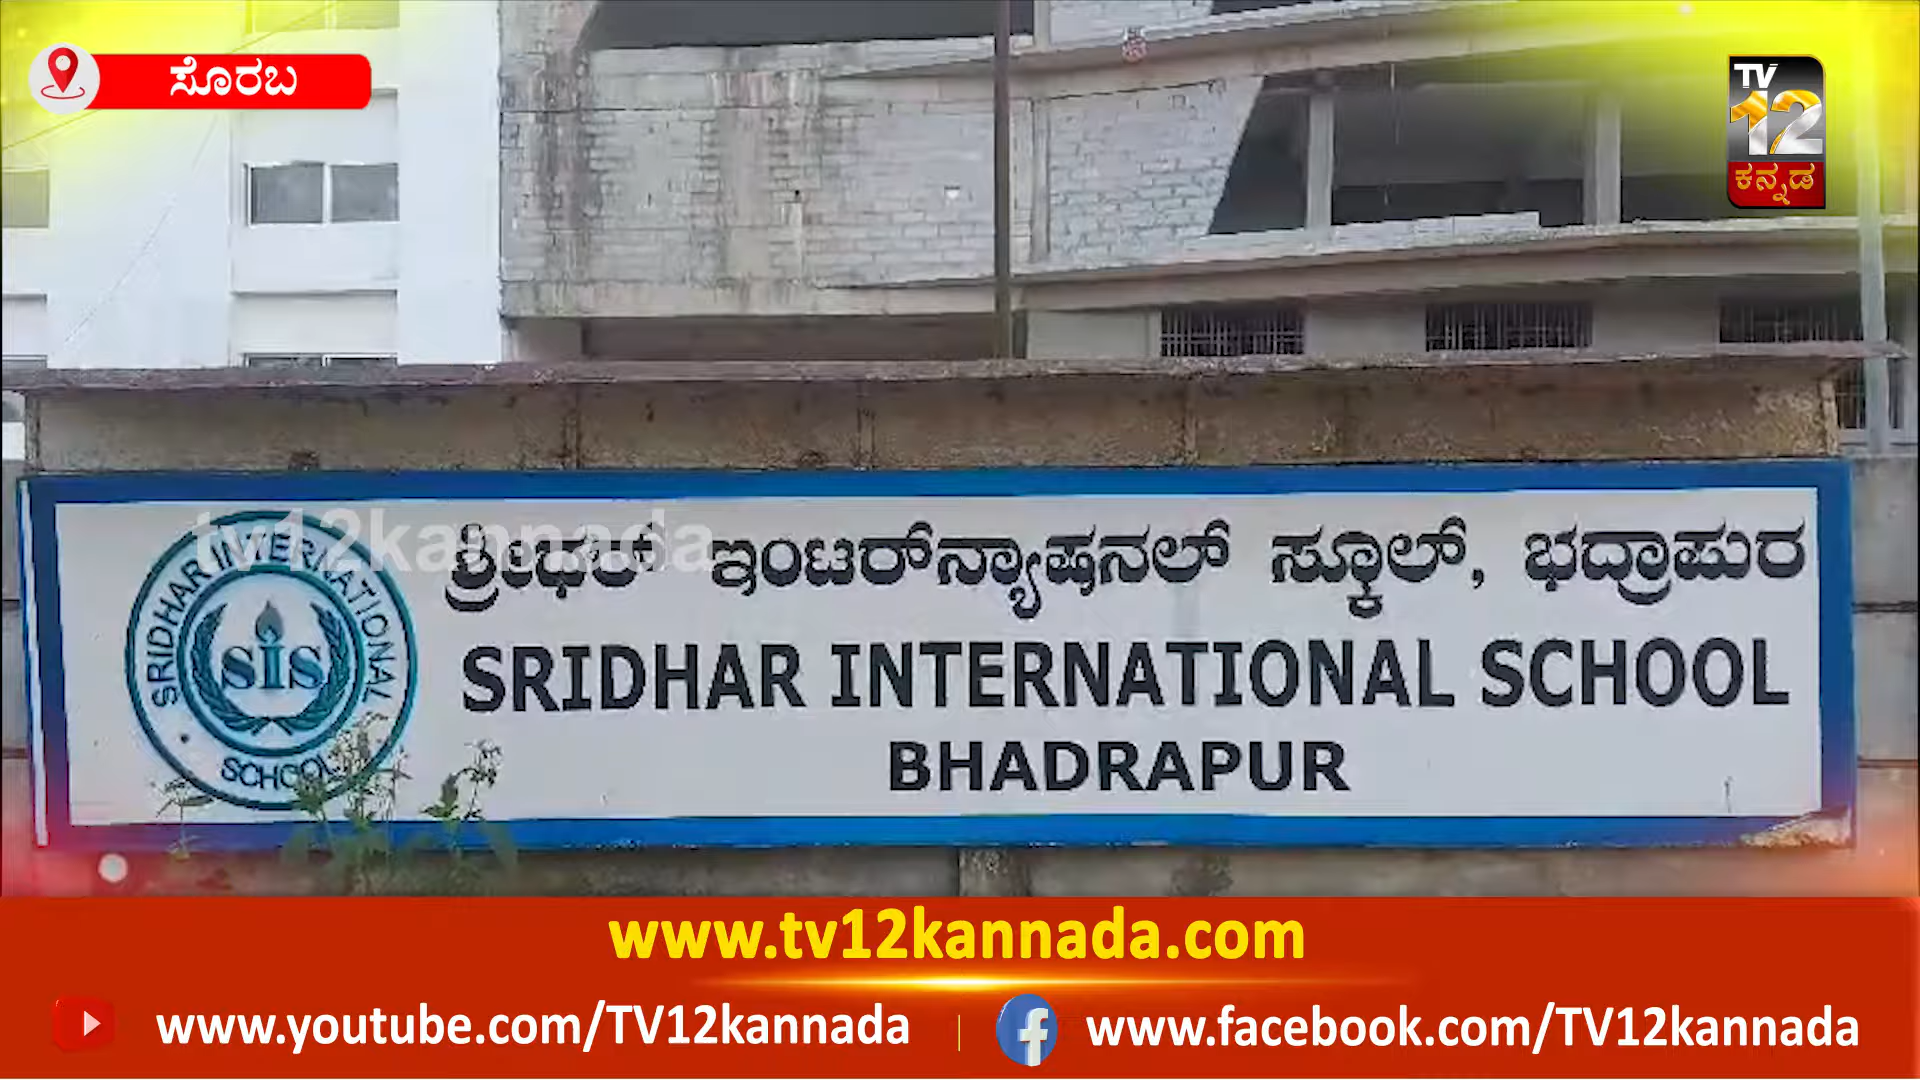 ಸೊರಬ
TV
12
ಕನ್ನಡ
tv12kannada
ಶ್ರೀಧರ್ ಇಂಟರ್‌ನ್ಯಾಷನಲ್ ಸ್ಕೂಲ್, ಭದ್ರಾಪುರ
SRIDHAR INTERNATIONAL
SIS
SCHOOL
SRIDHAR INTERNATIONAL SCHOOL
BHADRAPUR
www.tv12kannada.com
www.youtube.com/TV12kannada
www.facebook.com/TV12kannada